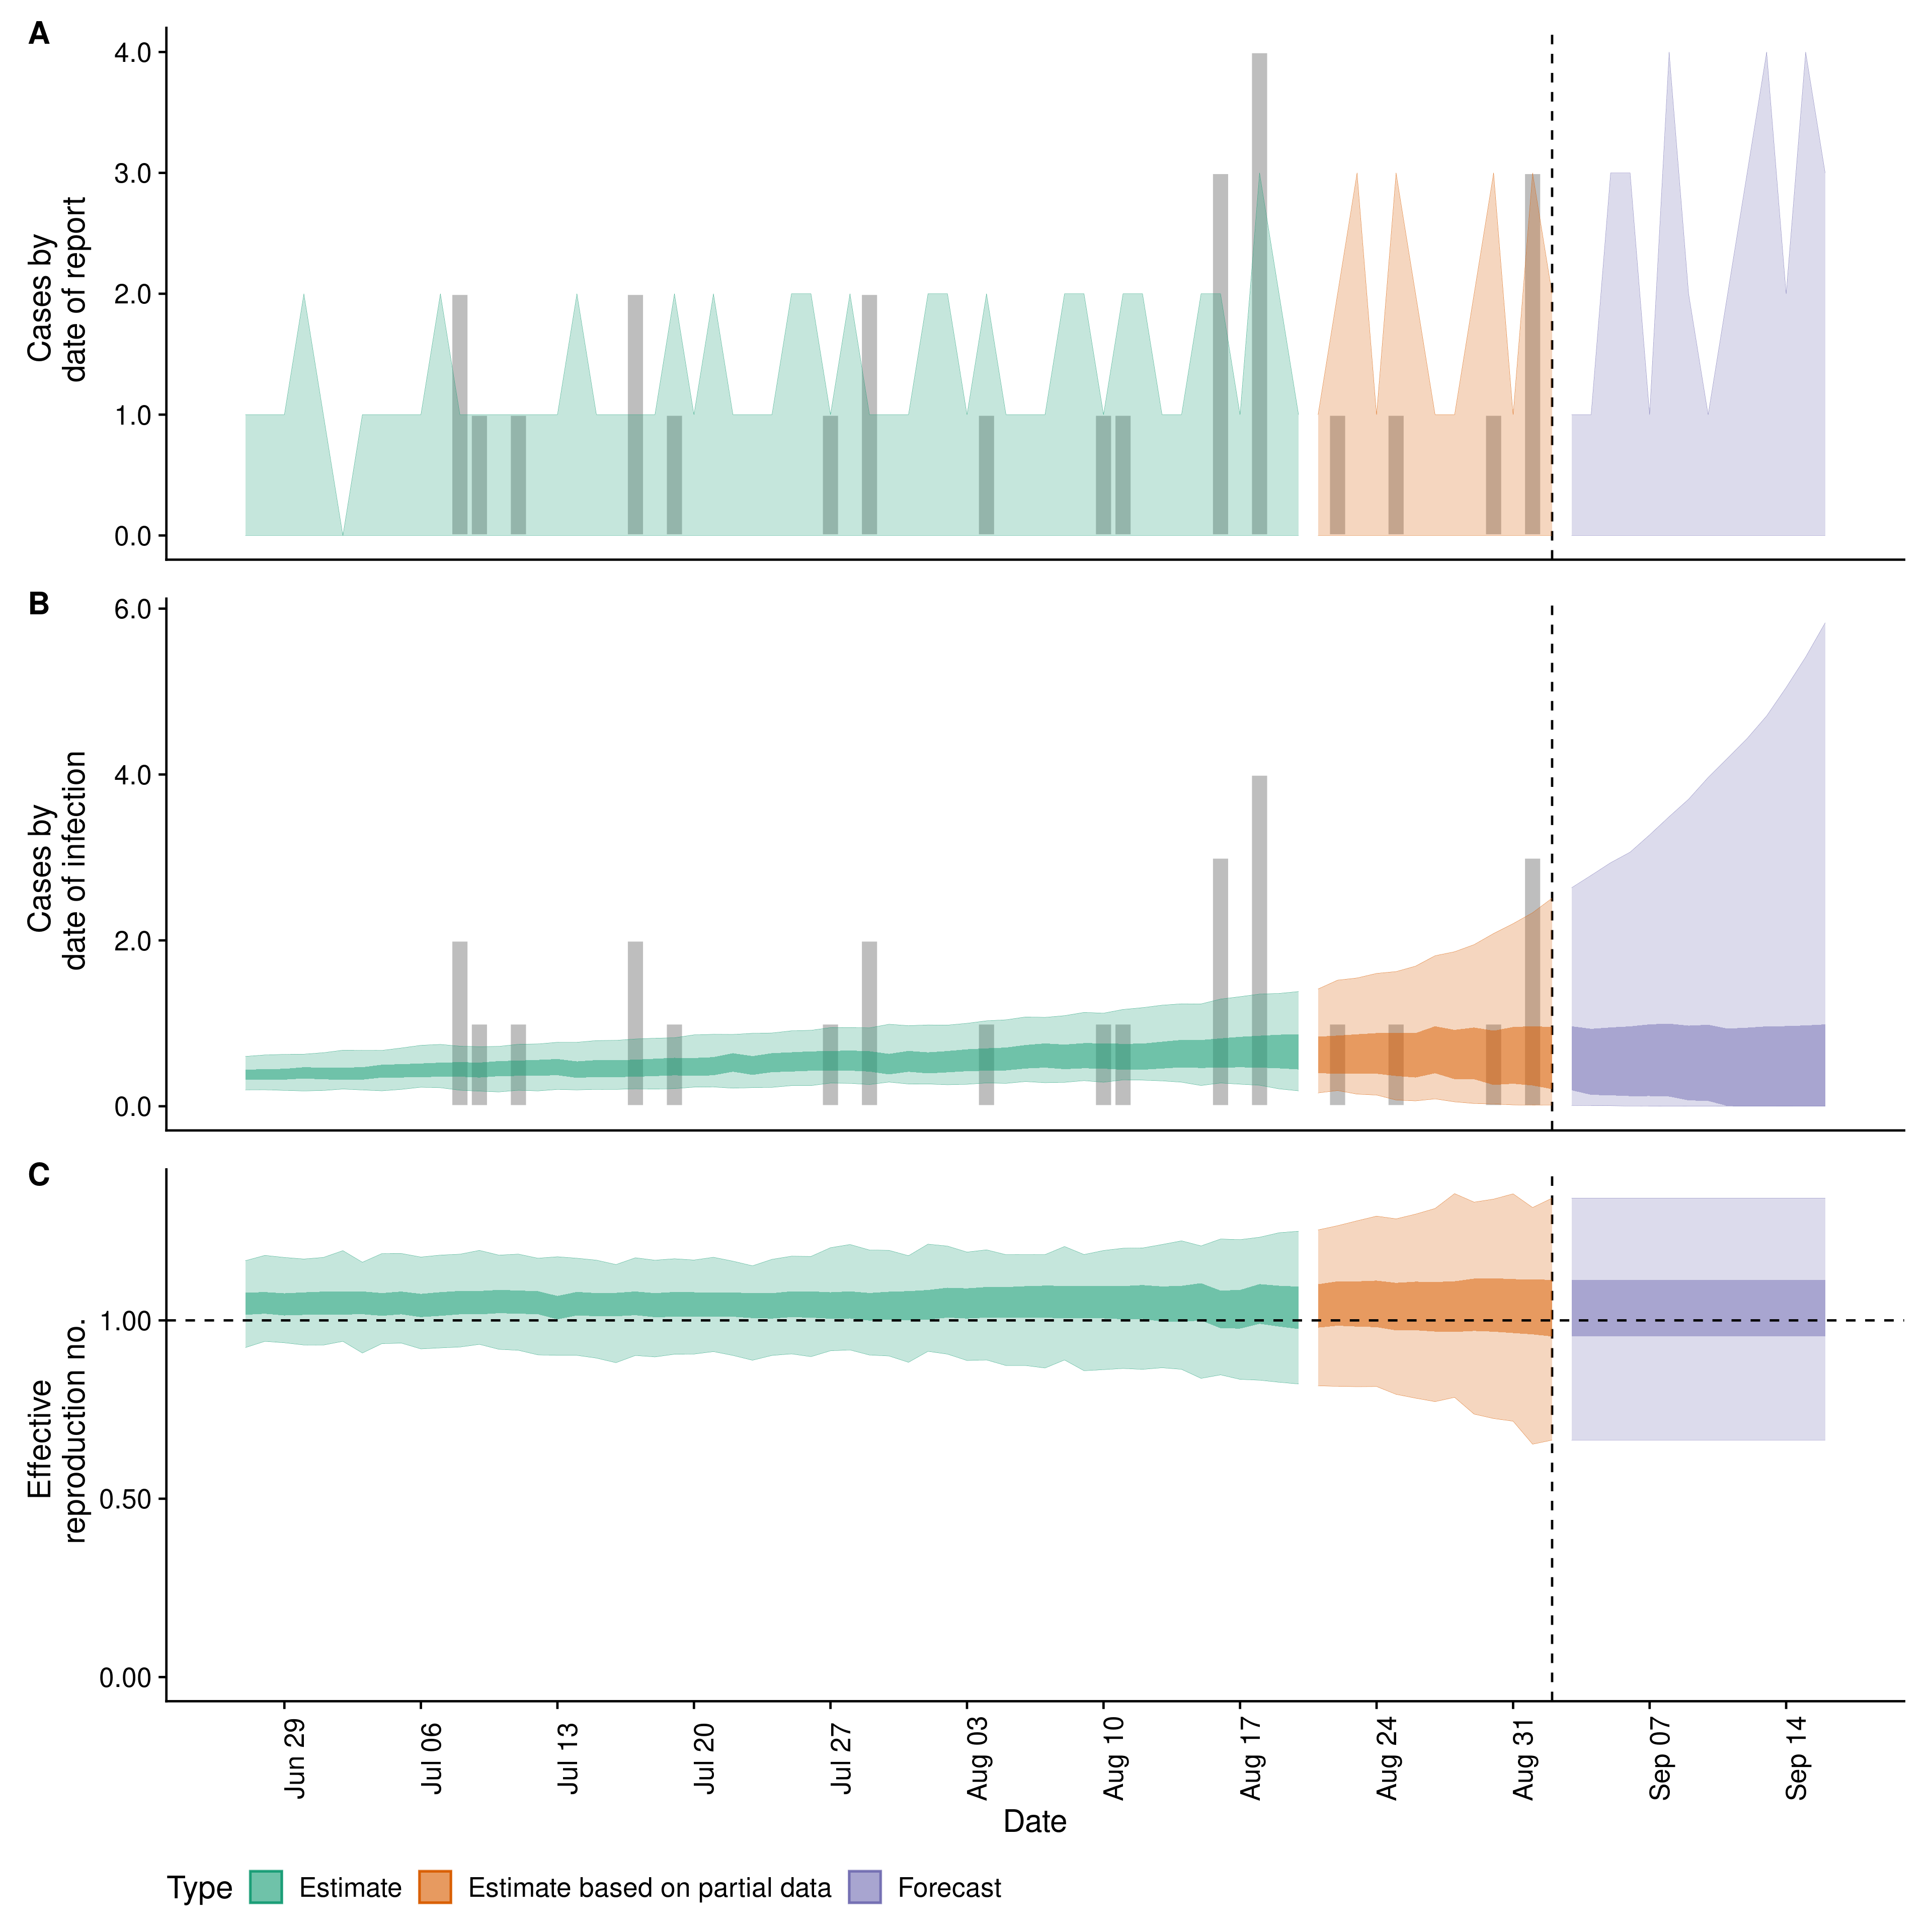 A
4.0
3.0
2.0
1.0
0.0
Cases by
date of report
B
6.0
4.0
2.0
0.0
Cases by
date of infection
C
1.00
0.50
0.00
Effective
reproduction no.
Jun 29
Jul 06
Jul 13
Jul 20
Jul 27
Aug 03
Aug 10
Aug 17
Aug 24
Aug 31
Sep 07
Sep 14
Date
Type Estimate Estimate based on partial data Forecast